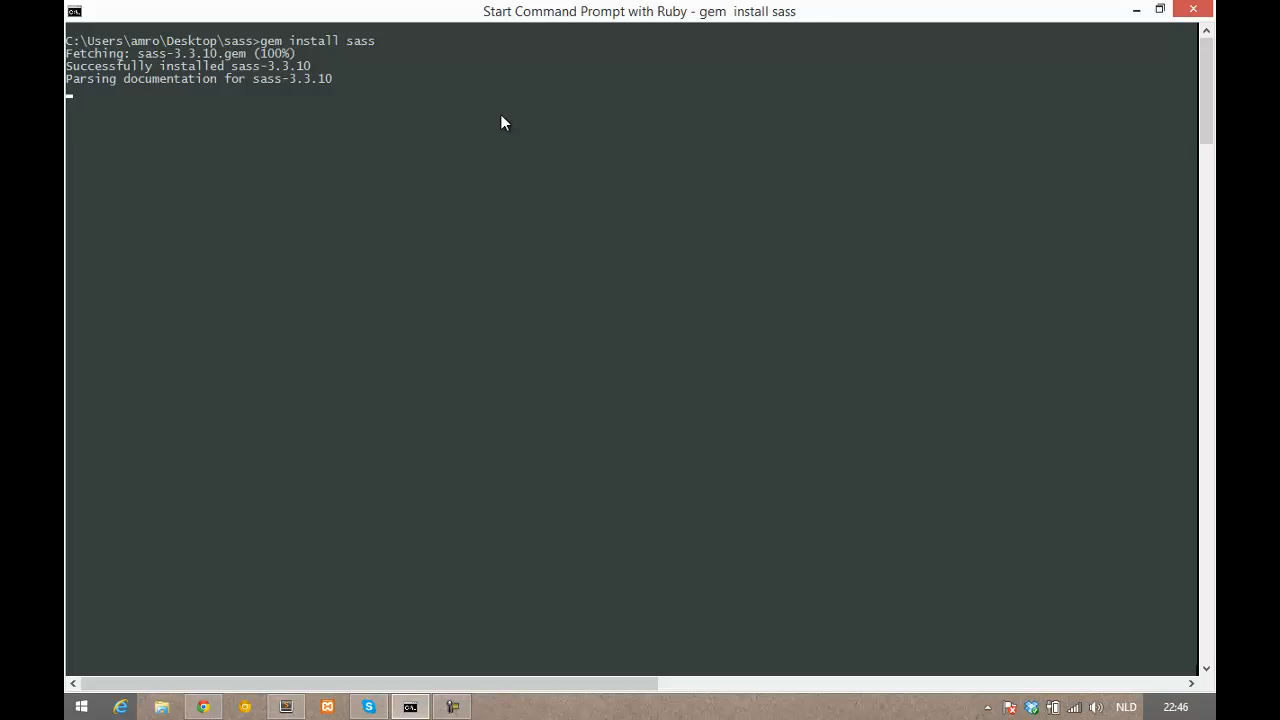 Start Command Prompt with Ruby - gem  install sass
C:\Users\amro\Desktop\sass>gem install sass
Fetching: sass-3.3.10.gem (100%)
Successfully installed sass-3.3.10
Parsing documentation for sass-3.3.10
NLD
22:46